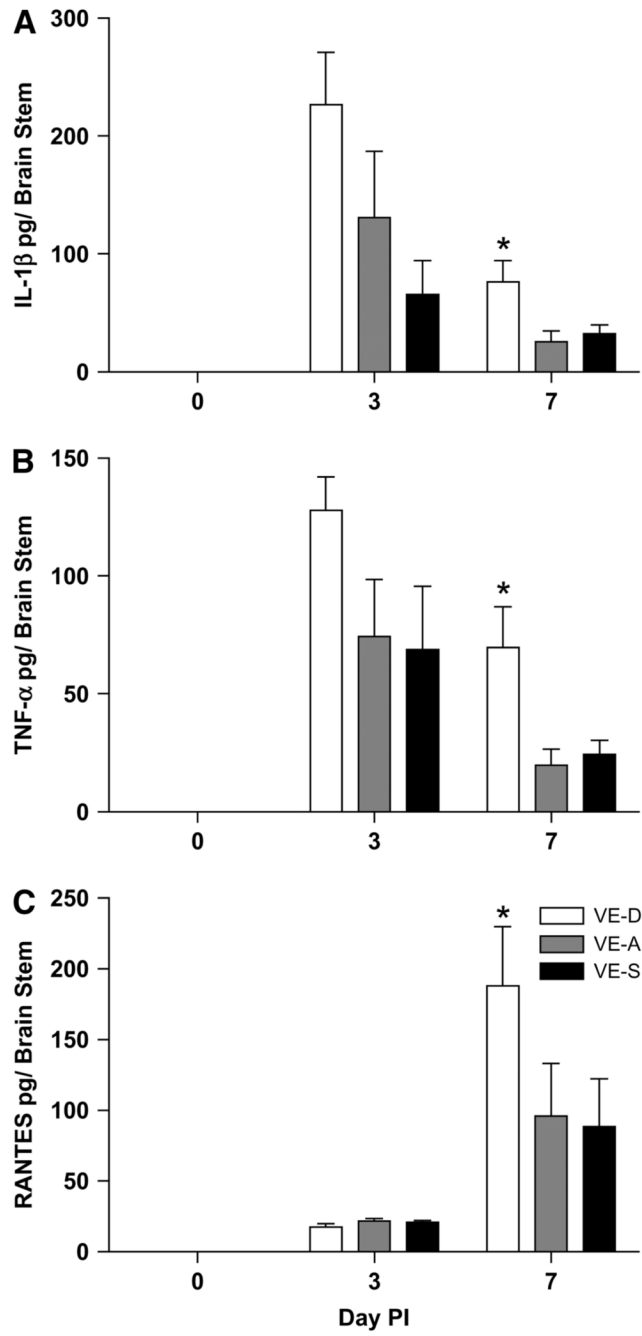 A
300
200
100
0
IL-1β pg/ Brain Stem
*
0 3 7
B
150
100
50
0
TNF-α pg/ Brain Stem
*
0 3 7
C
250
200
150
100
50
0
RANTES pg/ Brain Stem
*
VE-D
VE-A
VE-S
0 3 7
Day PI